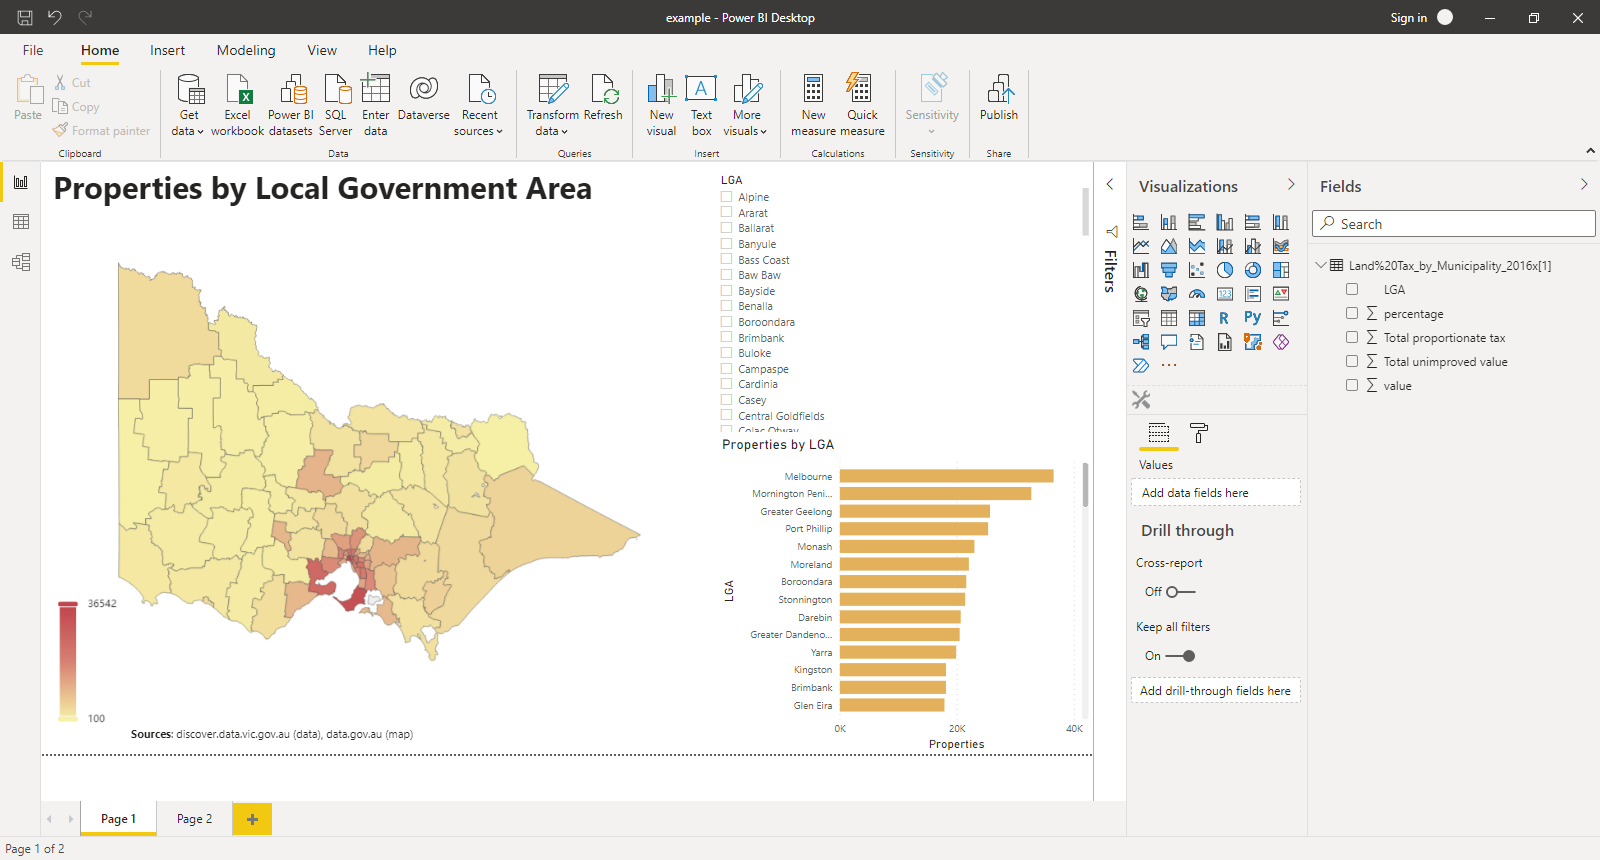 example - Power BI Desktop
Sign in
File Home Insert Modeling View Help
Paste
Cut
Copy
Format painter
Clipboard
Get data
Excel workbook
Power BI datasets
SQL Server
Enter data
Dataverse
Recent sources
Data
Transform data
Refresh
Queries
New visual
Text box
More visuals
Insert
New measure
Quick measure
Calculations
Sensitivity
Sensitivity
Publish
Share
Properties by Local Government Area
36542
100
Sources: discover.data.vic.gov.au (data), data.gov.au (map)
LGA
Alpine
Ararat
Ballarat
Banyule
Bass Coast
Baw Baw
Bayside
Benalla
Boroondara
Brimbank
Buloke
Campaspe
Cardinia
Casey
Central Goldfields
Colac Otway
Properties by LGA
LGA
Melbourne
Mornington Peni...
Greater Geelong
Port Phillip
Monash
Moreland
Boroondara
Stonnington
Darebin
Greater Dandeno...
Yarra
Kingston
Brimbank
Glen Eira
0K 20K 40K
Properties
Filters
Visualizations
123
R
Py
Values
Add data fields here
Drill through
Cross-report
Off
Keep all filters
On
Add drill-through fields here
Fields
Search
Land%20Tax_by_Municipality_2016x[1]
LGA
∑ percentage
∑ Total proportionate tax
∑ Total unimproved value
∑ value
Page 1
Page 2
+
Page 1 of 2